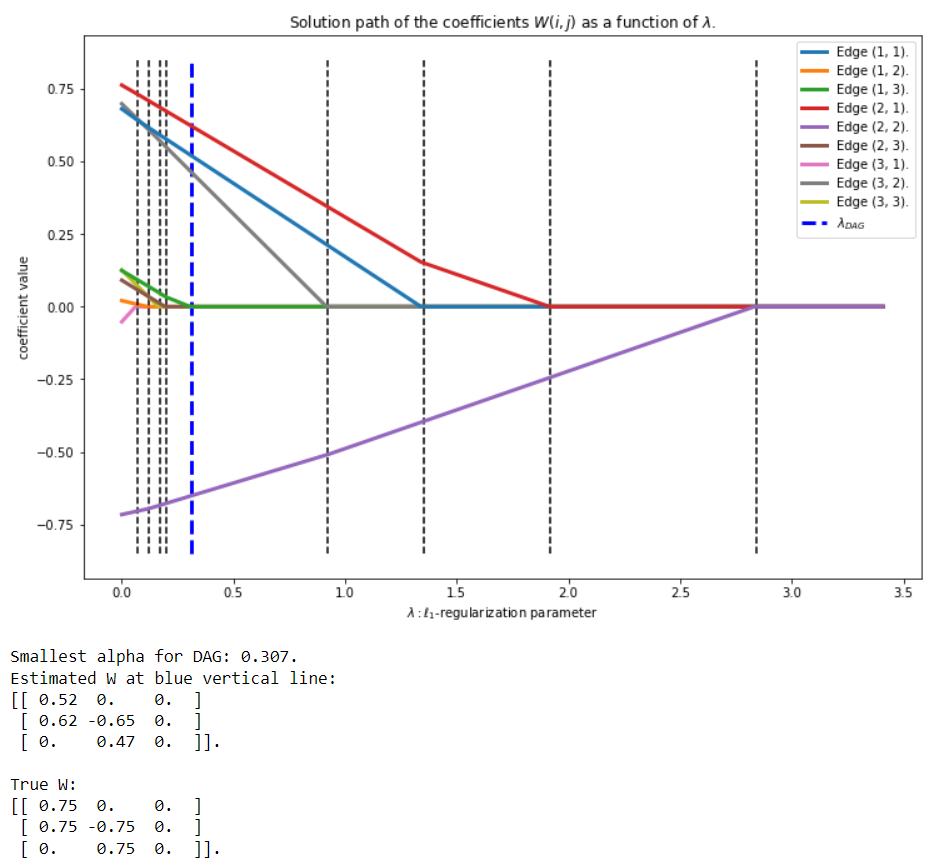 Solution path of the coefficients W(i, j) as a function of λ.
Edge (1, 1).
Edge (1, 2).
Edge (1, 3).
Edge (2, 1).
Edge (2, 2).
Edge (2, 3).
Edge (3, 1).
Edge (3, 2).
Edge (3, 3).
λ_DAG
coefficient value
0.75
0.50
0.25
0.00
−0.25
−0.50
−0.75
0.0 0.5 1.0 1.5 2.0 2.5 3.0 3.5
λ : ℓ₁-regularization parameter
Smallest alpha for DAG: 0.307.
Estimated W at blue vertical line:
[[ 0.52  0.    0.  ]
 [ 0.62 -0.65  0.  ]
 [ 0.    0.47  0.  ]].
True W:
[[ 0.75  0.    0.  ]
 [ 0.75 -0.75  0.  ]
 [ 0.    0.75  0.  ]].